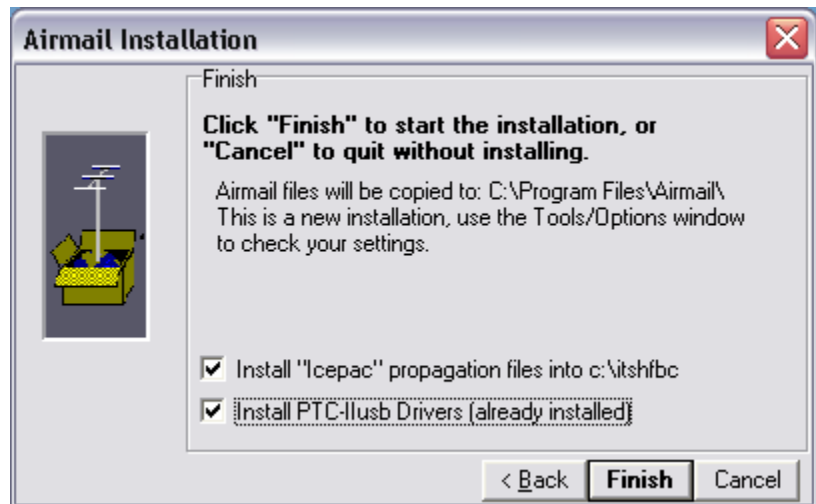 Airmail Installation
Finish
Click "Finish" to start the installation, or
"Cancel" to quit without installing.
Airmail files will be copied to: C:\Program Files\Airmail\
This is a new installation, use the Tools/Options window
to check your settings.
Install "Icepac" propagation files into c:\itshfbc
Install PTC-IIusb Drivers (already installed)
< Back Finish Cancel